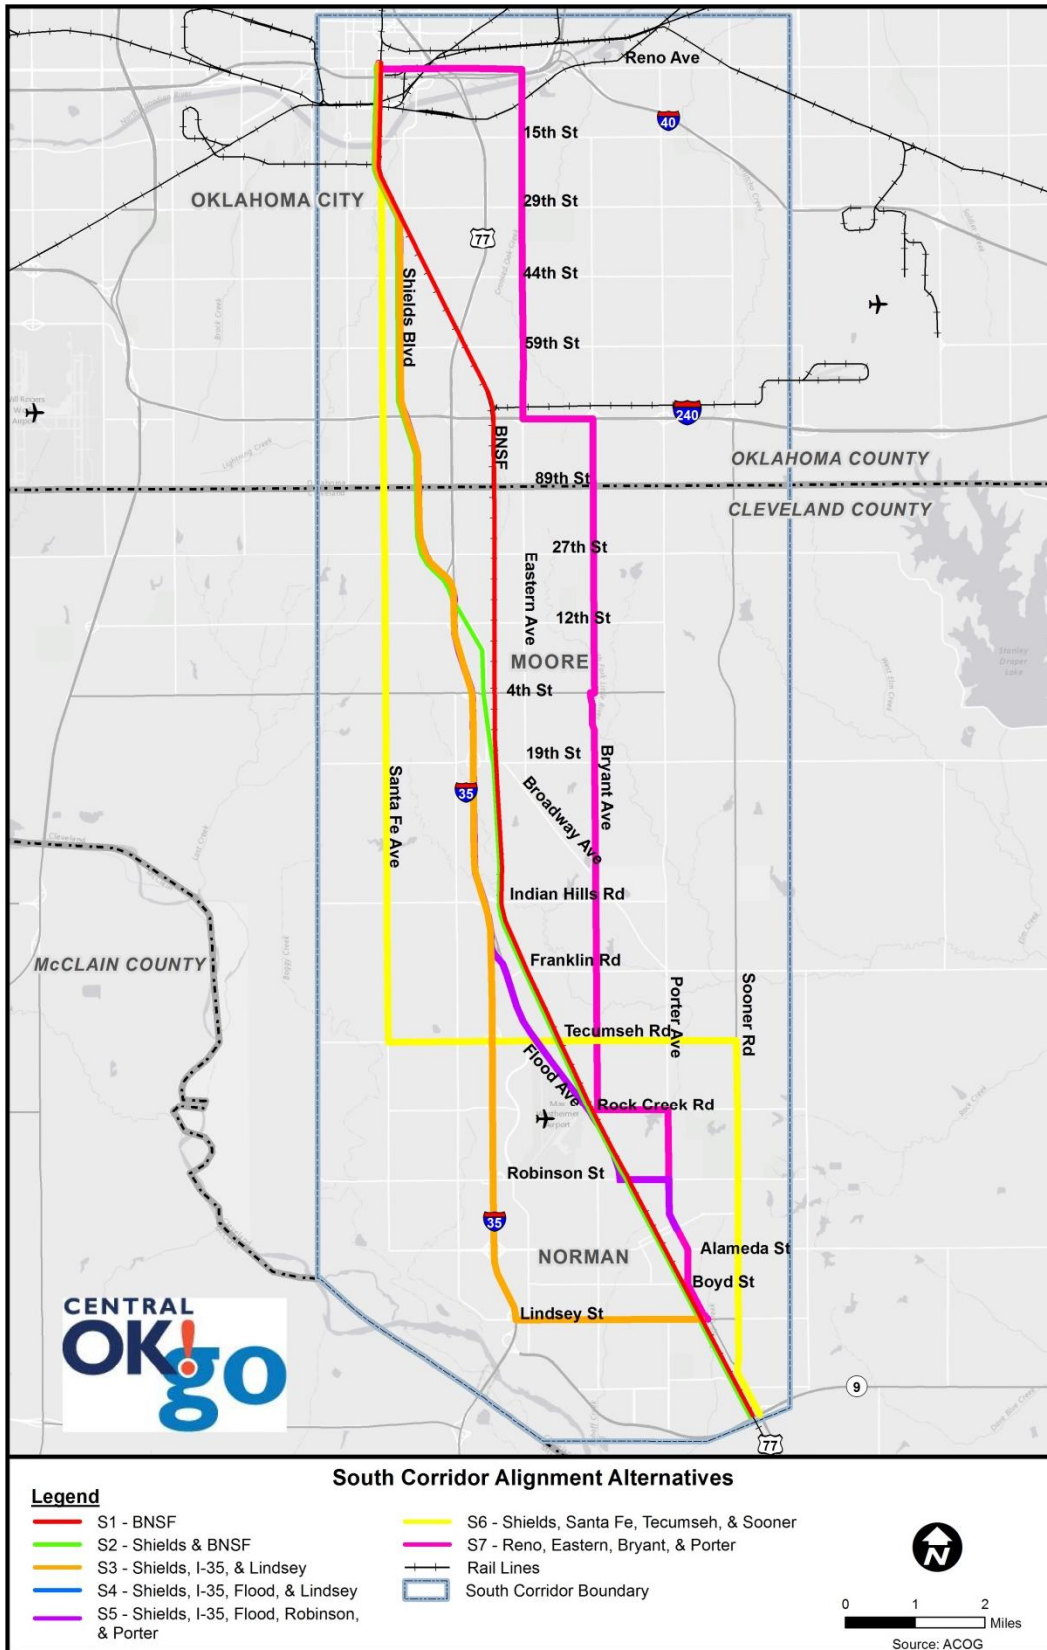 Reno Ave
40
15th St
OKLAHOMA CITY
29th St
77
44th St
Shields Blvd
59th St
240
BNSF
OKLAHOMA COUNTY
89th St
CLEVELAND COUNTY
27th St
Eastern Ave
12th St
MOORE
4th St
19th St
Bryant Ave
Santa Fe Ave
35
Broadway Ave
Indian Hills Rd
Franklin Rd
McCLAIN COUNTY
Porter Ave
Sooner Rd
Tecumseh Rd
Flood Ave
Rock Creek Rd
Robinson St
35
NORMAN
Alameda St
Boyd St
Lindsey St
CENTRAL
OK!
go
9
77
South Corridor Alignment Alternatives
Legend
S1 - BNSF
S2 - Shields & BNSF
S3 - Shields, I-35, & Lindsey
S4 - Shields, I-35, Flood, & Lindsey
S5 - Shields, I-35, Flood, Robinson,
& Porter
S6 - Shields, Santa Fe, Tecumseh, & Sooner
S7 - Reno, Eastern, Bryant, & Porter
Rail Lines
South Corridor Boundary
N
0 1 2
Miles
Source: ACOG